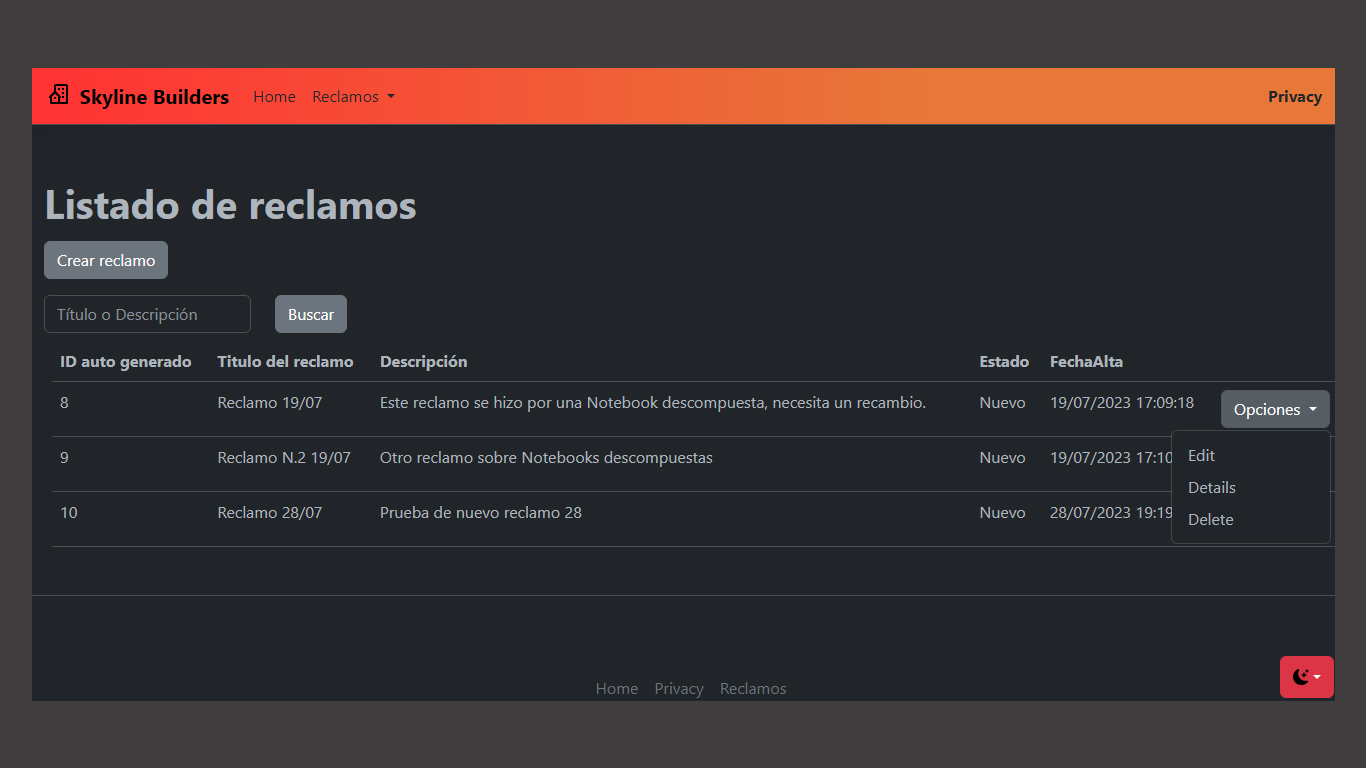 Skyline Builders Home Reclamos Privacy
Listado de reclamos
Crear reclamo
Título o Descripción Buscar
ID auto generado Titulo del reclamo Descripción Estado FechaAlta
8 Reclamo 19/07 Este reclamo se hizo por una Notebook descompuesta, necesita un recambio. Nuevo 19/07/2023 17:09:18 Opciones
9 Reclamo N.2 19/07 Otro reclamo sobre Notebooks descompuestas Nuevo 19/07/2023 17:10
Edit
Details
10 Reclamo 28/07 Prueba de nuevo reclamo 28 Nuevo 28/07/2023 19:19
Delete
Home Privacy Reclamos